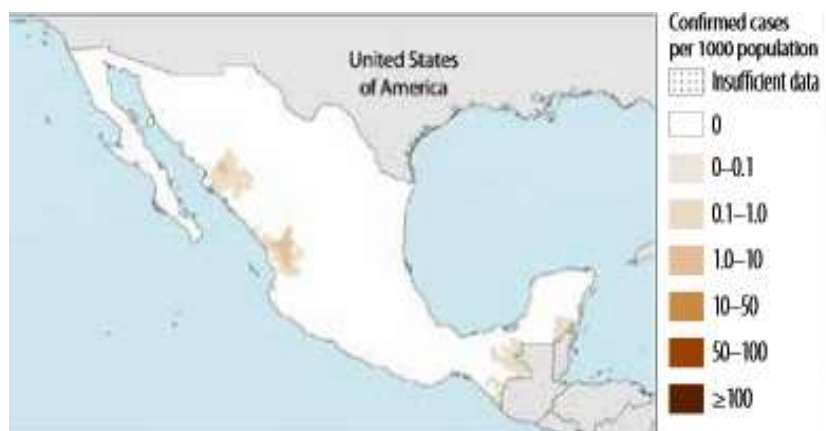 United States
of America
Confirmed cases
per 1000 population
Insufficient data
0
0–0.1
0.1–1.0
1.0–10
10–50
50–100
≥100